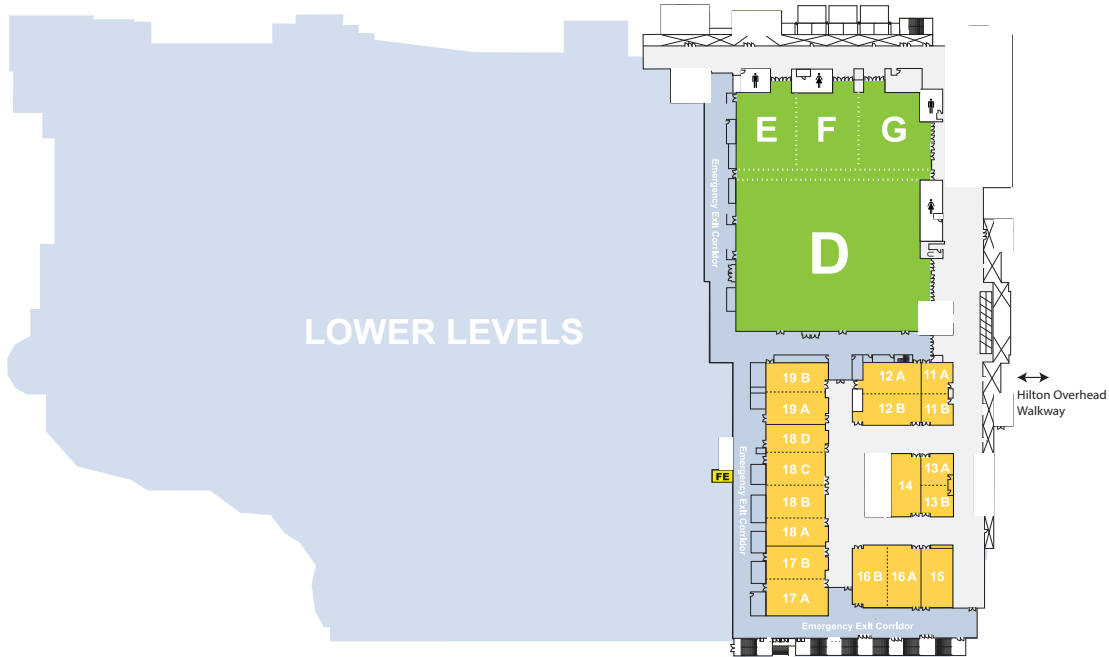 E F G
Emergency Exit Corridor
D
LOWER LEVELS
19 B
12 A
11 A
Hilton Overhead
Walkway
19 A
12 B
11 B
18 D
18 C
14
13 A
FE
Emergency Exit Corridor
18 B
13 B
18 A
17 B
16 B
16 A
15
17 A
Emergency Exit Corridor